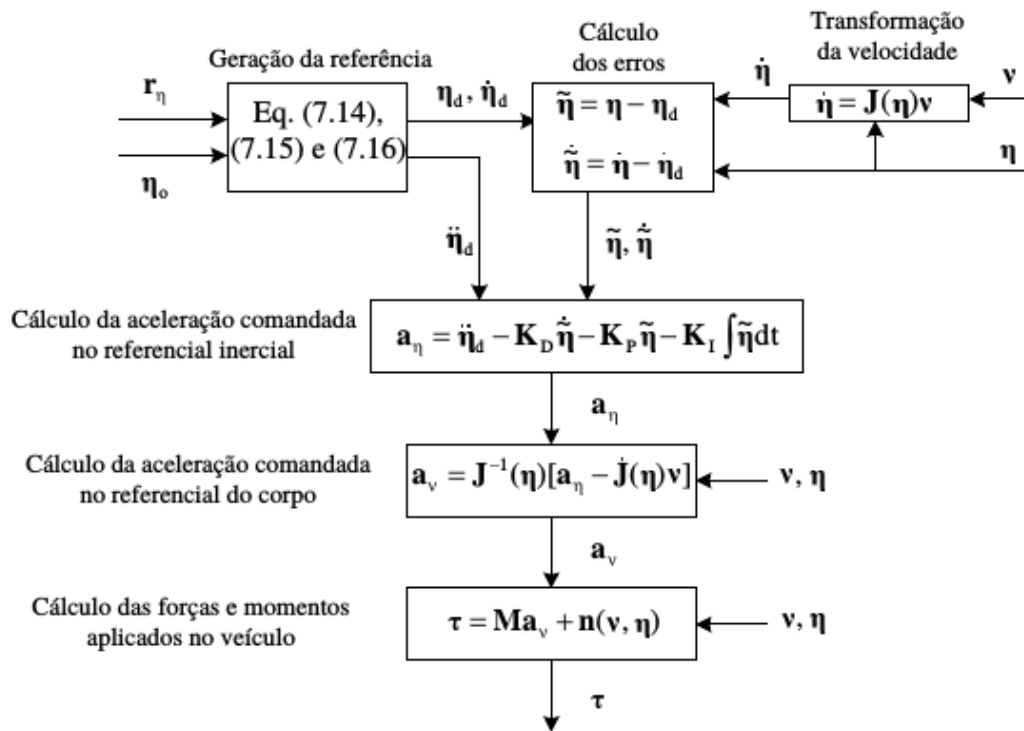 Geração da referência
Cálculo
dos erros
Transformação
da velocidade
r_η
η_o
Eq. (7.14),
(7.15) e (7.16)
η_d, η̇_d
η̃ = η − η_d
η̃̇ = η̇ − η̇_d
η̇
η̇ = J(η)ν
ν
η
η̈_d
η̃, η̃̇
Cálculo da aceleração comandada
no referencial inercial
a_η = η̈_d − K_D η̃̇ − K_P η̃ − K_I ∫η̃dt
a_η
Cálculo da aceleração comandada
no referencial do corpo
a_ν = J⁻¹(η)[a_η − J̇(η)ν]
ν, η
a_ν
Cálculo das forças e momentos
aplicados no veículo
τ = Ma_ν + n(ν, η)
ν, η
τ